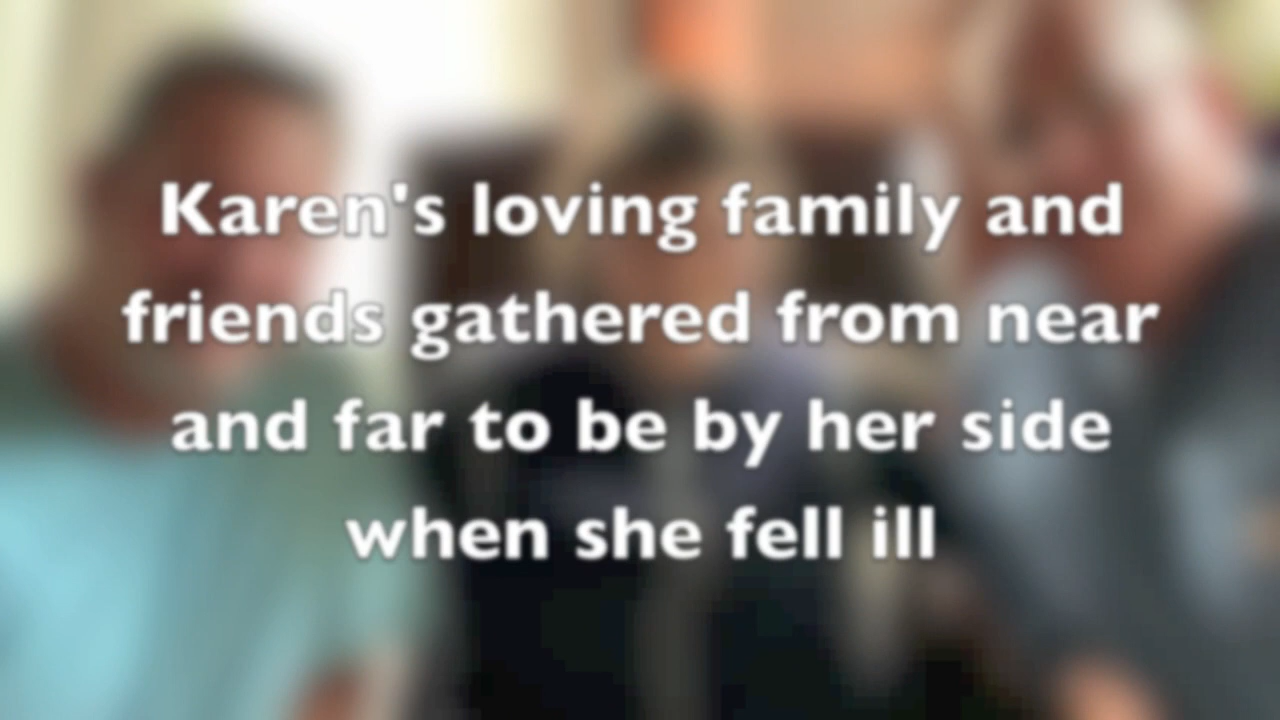 Karen's loving family and
friends gathered from near
and far to be by her side
when she fell ill